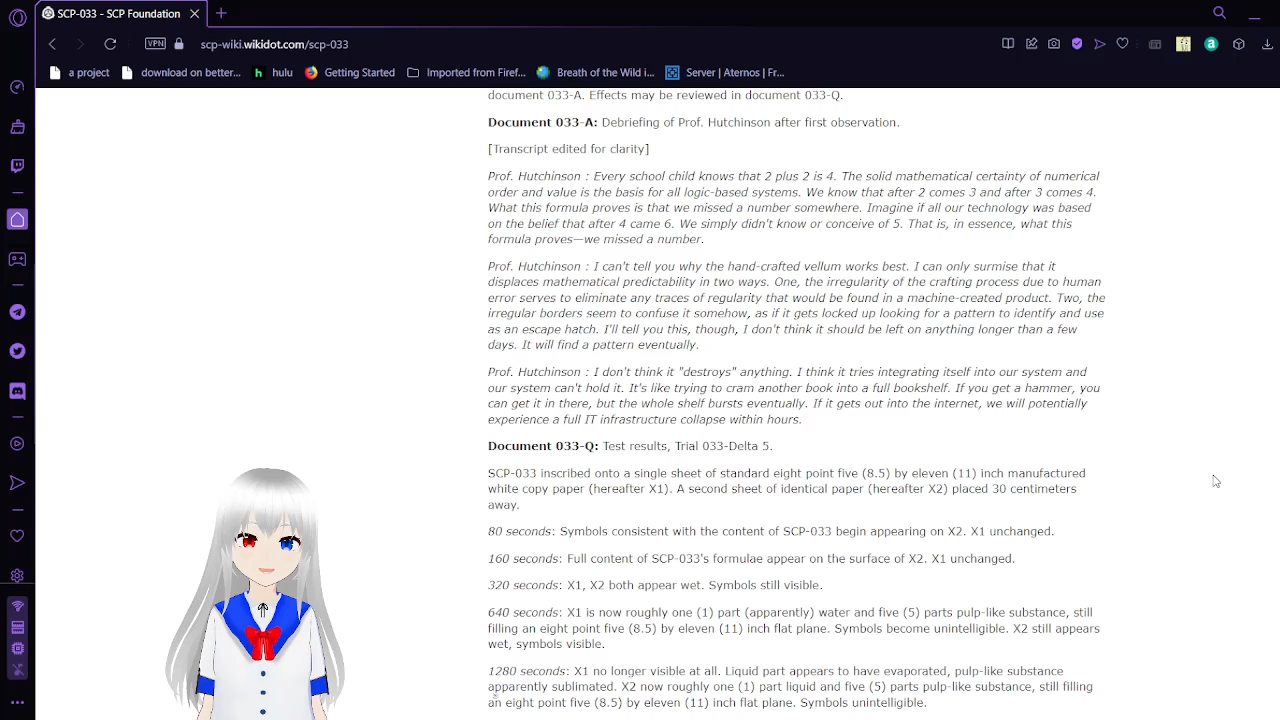 SCP-033 - SCP Foundation
VPN
scp-wiki.wikidot.com/scp-033
a project
download on better...
h hulu
Getting Started
Imported from Firef...
Breath of the Wild i...
Server | Aternos | Fr...
document 033-A. Effects may be reviewed in document 033-Q.
Document 033-A: Debriefing of Prof. Hutchinson after first observation.
[Transcript edited for clarity]
Prof. Hutchinson : Every school child knows that 2 plus 2 is 4. The solid mathematical certainty of numerical
order and value is the basis for all logic-based systems. We know that after 2 comes 3 and after 3 comes 4.
What this formula proves is that we missed a number somewhere. Imagine if all our technology was based
on the belief that after 4 came 6. We simply didn't know or conceive of 5. That is, in essence, what this
formula proves—we missed a number.
Prof. Hutchinson : I can't tell you why the hand-crafted vellum works best. I can only surmise that it
displaces mathematical predictability in two ways. One, the irregularity of the crafting process due to human
error serves to eliminate any traces of regularity that would be found in a machine-created product. Two, the
irregular borders seem to confuse it somehow, as if it gets locked up looking for a pattern to identify and use
as an escape hatch. I'll tell you this, though, I don't think it should be left on anything longer than a few
days. It will find a pattern eventually.
Prof. Hutchinson : I don't think it "destroys" anything. I think it tries integrating itself into our system and
our system can't hold it. It's like trying to cram another book into a full bookshelf. If you get a hammer, you
can get it in there, but the whole shelf bursts eventually. If it gets out into the internet, we will potentially
experience a full IT infrastructure collapse within hours.
Document 033-Q: Test results, Trial 033-Delta 5.
SCP-033 inscribed onto a single sheet of standard eight point five (8.5) by eleven (11) inch manufactured
white copy paper (hereafter X1). A second sheet of identical paper (hereafter X2) placed 30 centimeters
away.
80 seconds: Symbols consistent with the content of SCP-033 begin appearing on X2. X1 unchanged.
160 seconds: Full content of SCP-033's formulae appear on the surface of X2. X1 unchanged.
320 seconds: X1, X2 both appear wet. Symbols still visible.
640 seconds: X1 is now roughly one (1) part (apparently) water and five (5) parts pulp-like substance, still
filling an eight point five (8.5) by eleven (11) inch flat plane. Symbols become unintelligible. X2 still appears
wet, symbols visible.
1280 seconds: X1 no longer visible at all. Liquid part appears to have evaporated, pulp-like substance
apparently sublimated. X2 now roughly one (1) part liquid and five (5) parts pulp-like substance, still filling
an eight point five (8.5) by eleven (11) inch flat plane. Symbols unintelligible.